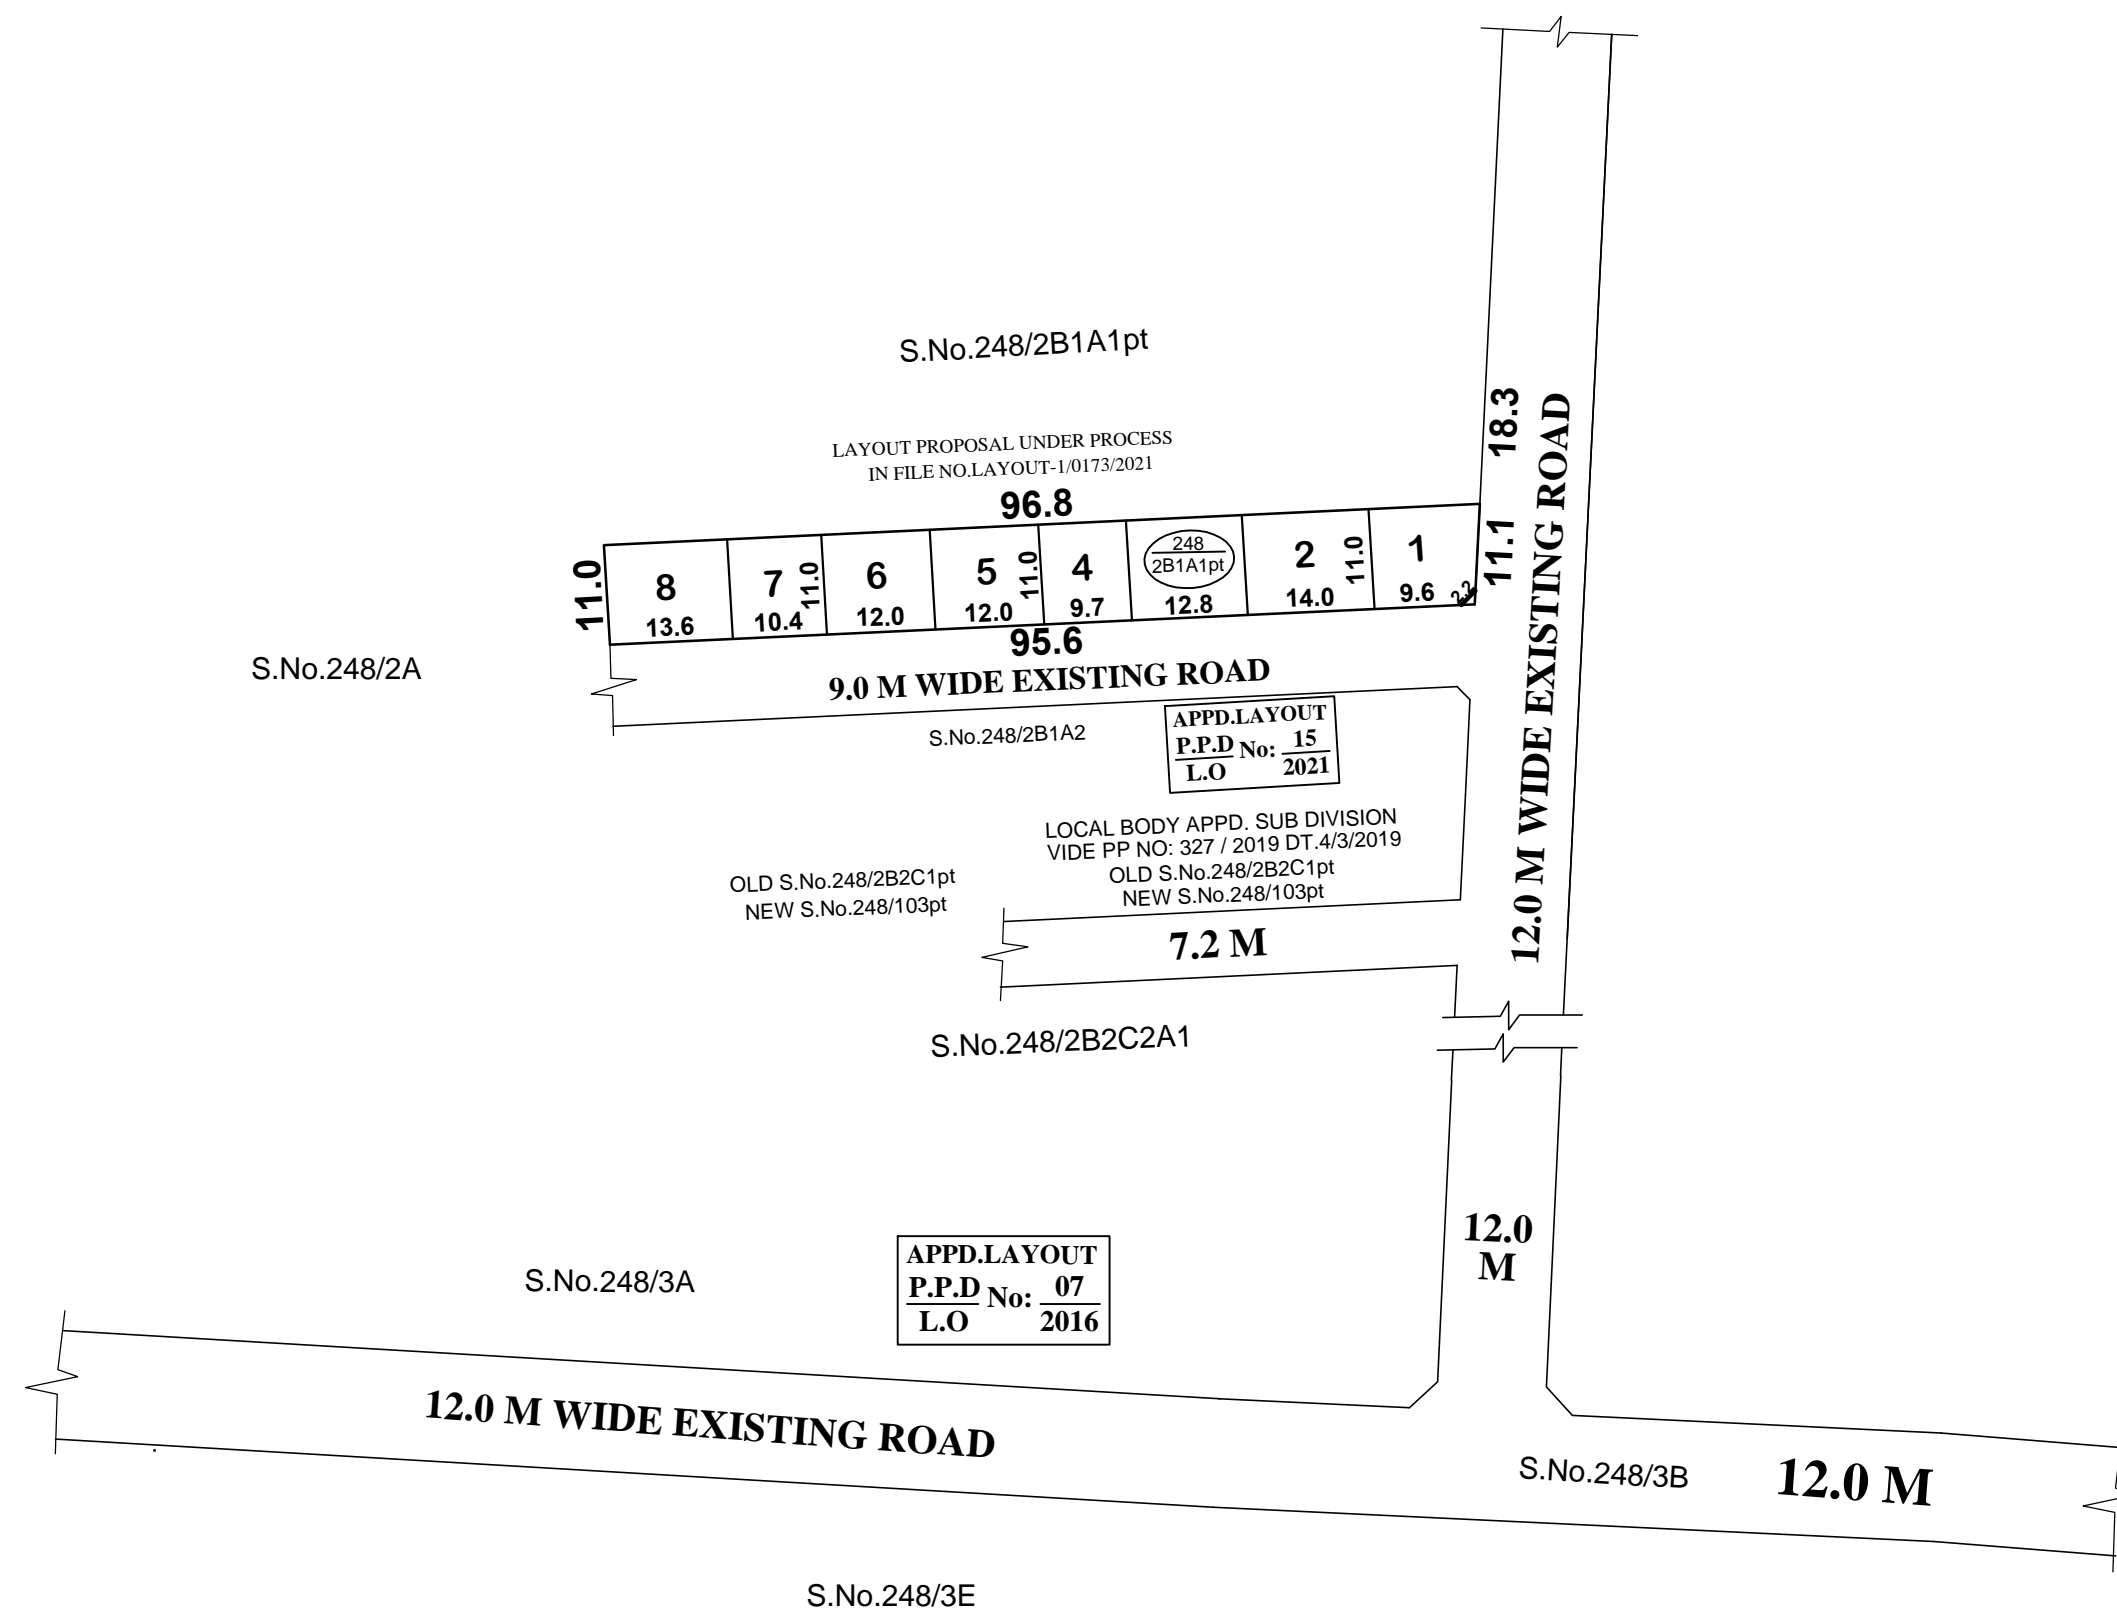 S.No.248/2B1A1pt
LAYOUT PROPOSAL UNDER PROCESS
IN FILE NO.LAYOUT-1/0173/2021
96.8
18.3
11.1
11.0
8
13.6
7
10.4
11.0
6
12.0
5
12.0
11.0
4
9.7
248
2B1A1pt
12.8
2
14.0
11.0
1
9.6
2.2
95.6
9.0 M WIDE EXISTING ROAD
12.0 M WIDE EXISTING ROAD
S.No.248/2A
S.No.248/2B1A2
APPD.LAYOUT
P.P.D No: 15
L.O 2021
LOCAL BODY APPD. SUB DIVISION
VIDE PP NO: 327 / 2019 DT.4/3/2019
OLD S.No.248/2B2C1pt
NEW S.No.248/103pt
OLD S.No.248/2B2C1pt
NEW S.No.248/103pt
7.2 M
S.No.248/2B2C2A1
12.0
M
S.No.248/3A
APPD.LAYOUT
P.P.D No: 07
L.O 2016
12.0 M WIDE EXISTING ROAD
S.No.248/3B
12.0 M
S.No.248/3E